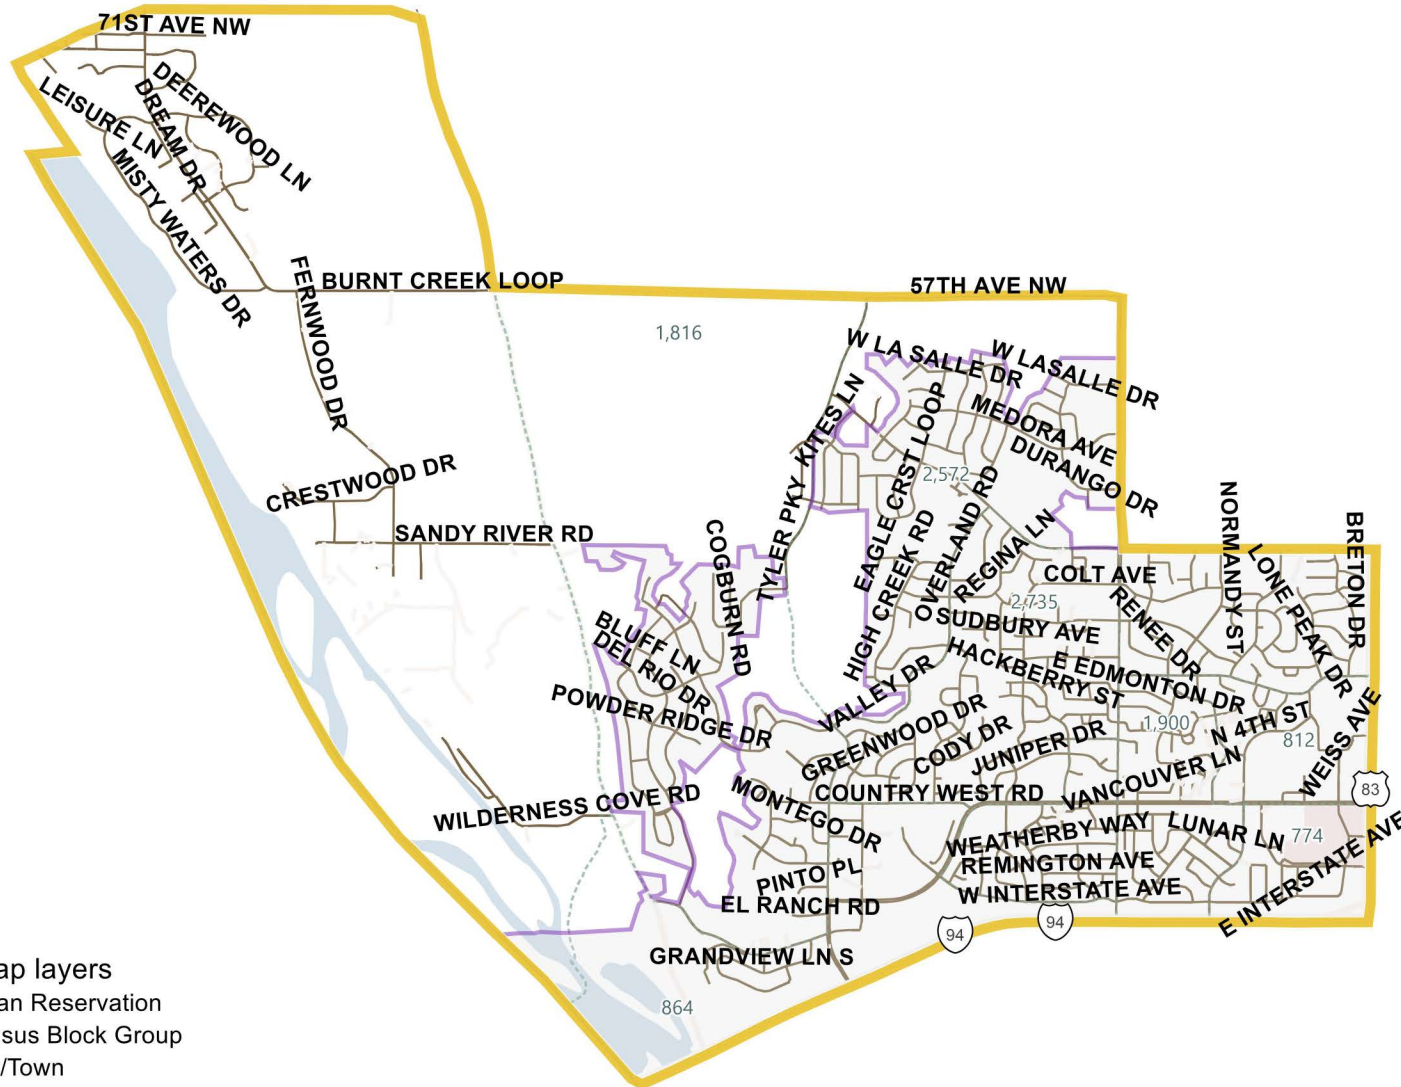 71ST AVE NW
DEEREWOOD LN
DREAM DR
LEISURE LN
MISTY WATERS DR
FERNWOOD DR
BURNT CREEK LOOP
57TH AVE NW
1,816
W LA SALLE DR
W LASALLE DR
KITES LN
EAGLE CRST LOOP
MEDORA AVE
DURANGO DR
2,572
CRESTWOOD DR
SANDY RIVER RD
COGBURN RD
TYLER PKY
HIGH CREEK RD
OVERLAND RD
REGINA LN
NORMANDY ST
BRETON DR
LONE PEAK DR
COLT AVE
2,735
RENEE DR
SUDBURY AVE
BLUFF LN
DEL RIO DR
HACKBERRY ST
E EDMONTON DR
POWDER RIDGE DR
VALLEY DR
GREENWOOD DR
CODY DR
JUNIPER DR
1,900
N 4TH ST
812
WEISS AVE
83
WILDERNESS COVE RD
MONTEGO DR
COUNTRY WEST RD
VANCOUVER LN
WEATHERBY WAY
LUNAR LN
774
E INTERSTATE AVE
REMINGTON AVE
PINTO PL
W INTERSTATE AVE
EL RANCH RD
94
94
GRANDVIEW LN S
864
ap layers
an Reservation
sus Block Group
/Town